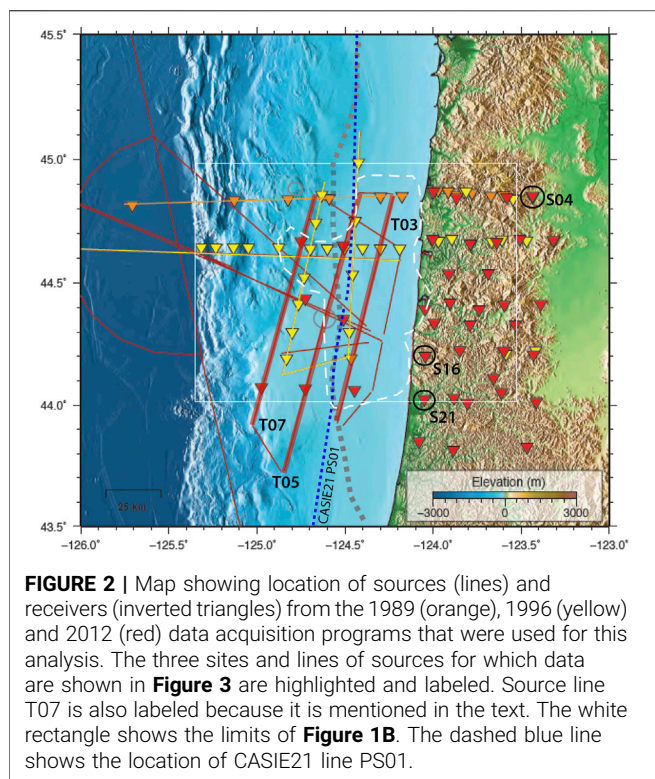 45.5°
45.0°
44.5°
44.0°
43.5°
T03
S04
S16
S21
T07
T05
CASIE21 PS01
25 km
Elevation (m)
−3000
3000
−126.0°
−125.5°
−125.0°
−124.5°
−124.0°
−123.5°
−123.0°
FIGURE 2 | Map showing location of sources (lines) and
receivers (inverted triangles) from the 1989 (orange), 1996 (yellow)
and 2012 (red) data acquisition programs that were used for this
analysis. The three sites and lines of sources for which data
are shown in Figure 3 are highlighted and labeled. Source line
T07 is also labeled because it is mentioned in the text. The white
rectangle shows the limits of Figure 1B. The dashed blue line
shows the location of CASIE21 line PS01.